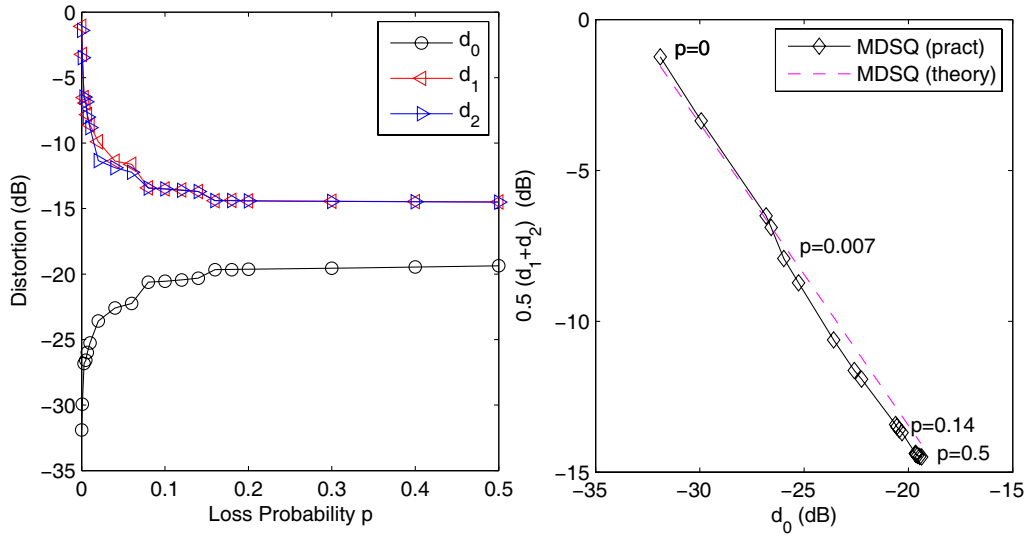 0
−5
−10
−15
−20
−25
−30
−35
0
0.1
0.2
0.3
0.4
0.5
Distortion (dB)
Loss Probability p
d0
d1
d2
0
−5
−10
−15
−35
−30
−25
−20
−15
0.5 (d1+d2) (dB)
d0 (dB)
MDSQ (pract)
MDSQ (theory)
p=0
p=0.007
p=0.14
p=0.5